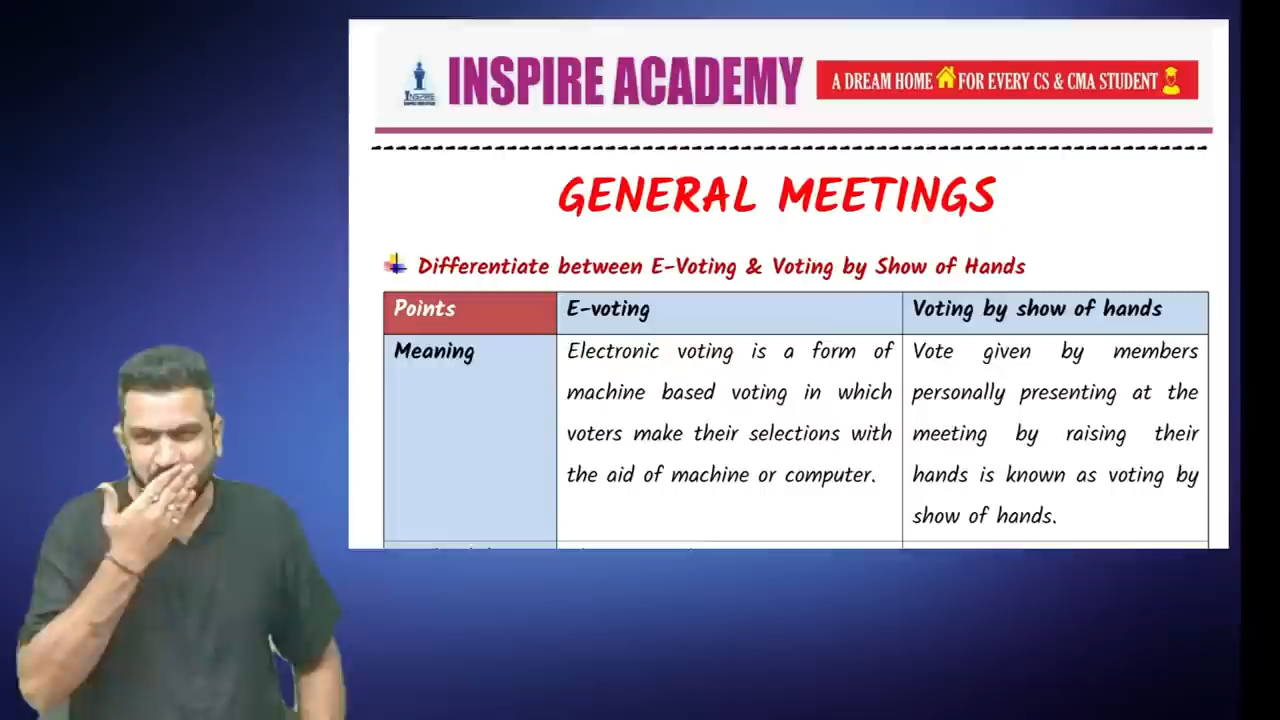 INSPIRE ACADEMY
A DREAM HOME FOR EVERY CS & CMA STUDENT
INSPIRE
GENERAL MEETINGS
Differentiate between E-Voting & Voting by Show of Hands
Points
E-voting
Voting by show of hands
Meaning
Electronic voting is a form of
machine based voting in which
voters make their selections with
the aid of machine or computer.
Vote given by members
personally presenting at the
meeting by raising their
hands is known as voting by
show of hands.